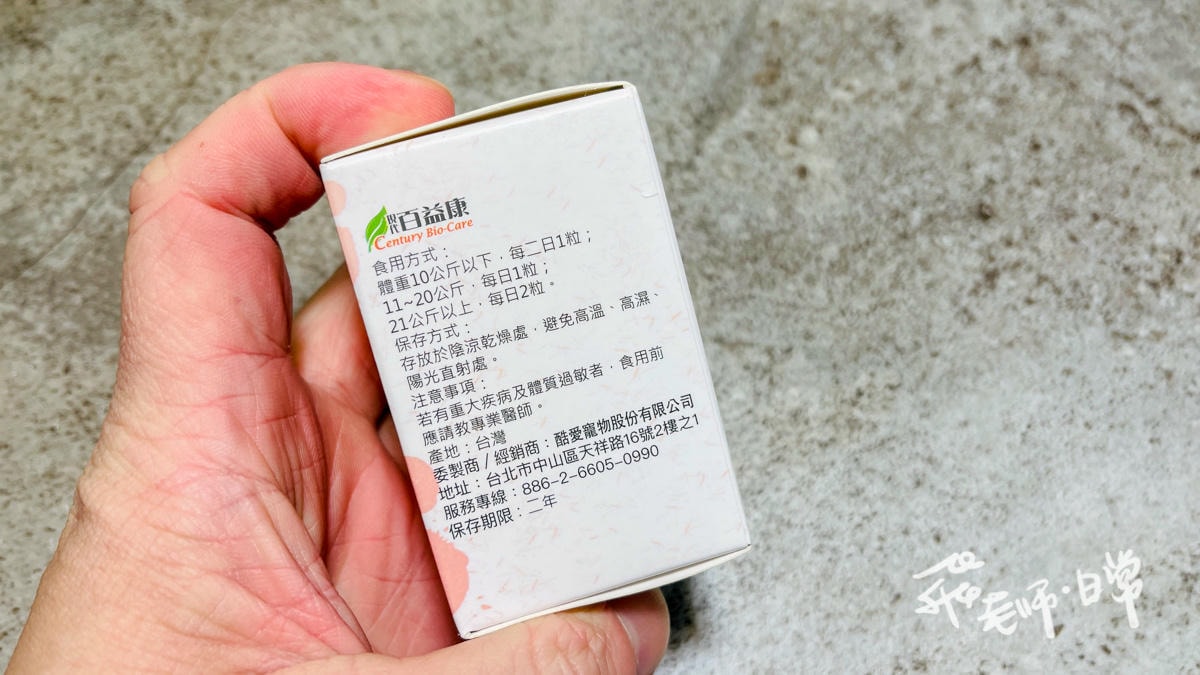 現代百益康
Century Bio-Care
食用方式：
體重10公斤以下，每二日1粒；
11~20公斤，每日1粒；
21公斤以上，每日2粒。
保存方式：
存放於陰涼乾燥處，避免高溫、高濕、
陽光直射處。
注意事項：
若有重大疾病及體質過敏者，食用前
應請教專業醫師。
產地：台灣
委製商／經銷商：酷愛寵物股份有限公司
地址：台北市中山區天祥路16號2樓之1
服務專線：886-2-6605-0990
保存期限：二年
飛老師·日常